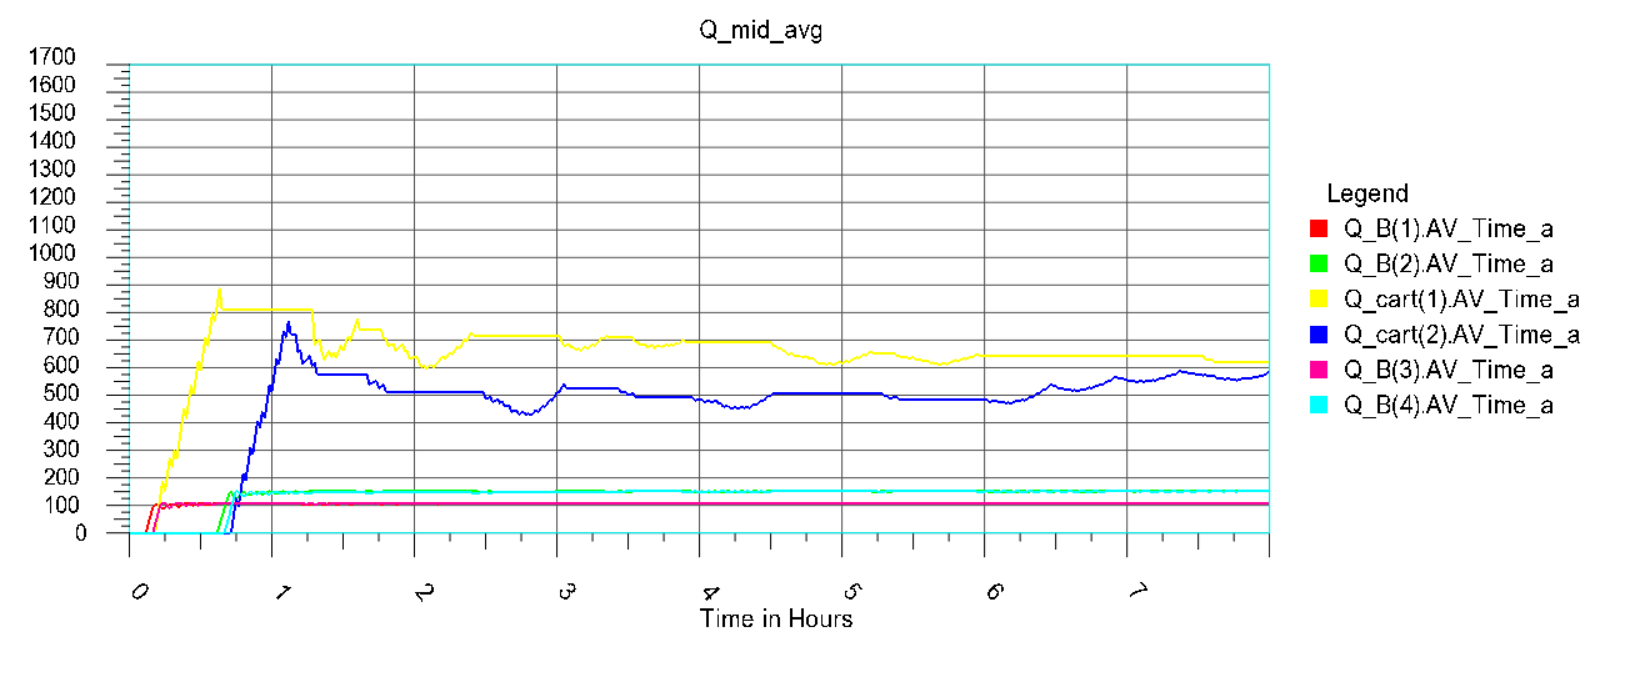 Q_mid_avg
1700
1600
1500
1400
1300
1200
1100
1000
900
800
700
600
500
400
300
200
100
0
0 1 2 3 4 5 6 7
Time in Hours
Legend
Q_B(1).AV_Time_a
Q_B(2).AV_Time_a
Q_cart(1).AV_Time_a
Q_cart(2).AV_Time_a
Q_B(3).AV_Time_a
Q_B(4).AV_Time_a